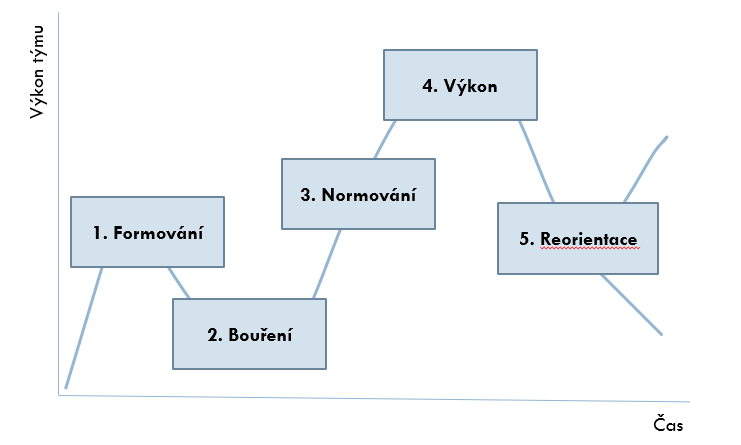 Výkon týmu
4. Výkon
3. Normování
1. Formování
5. Reorientace
2. Bouření
Čas